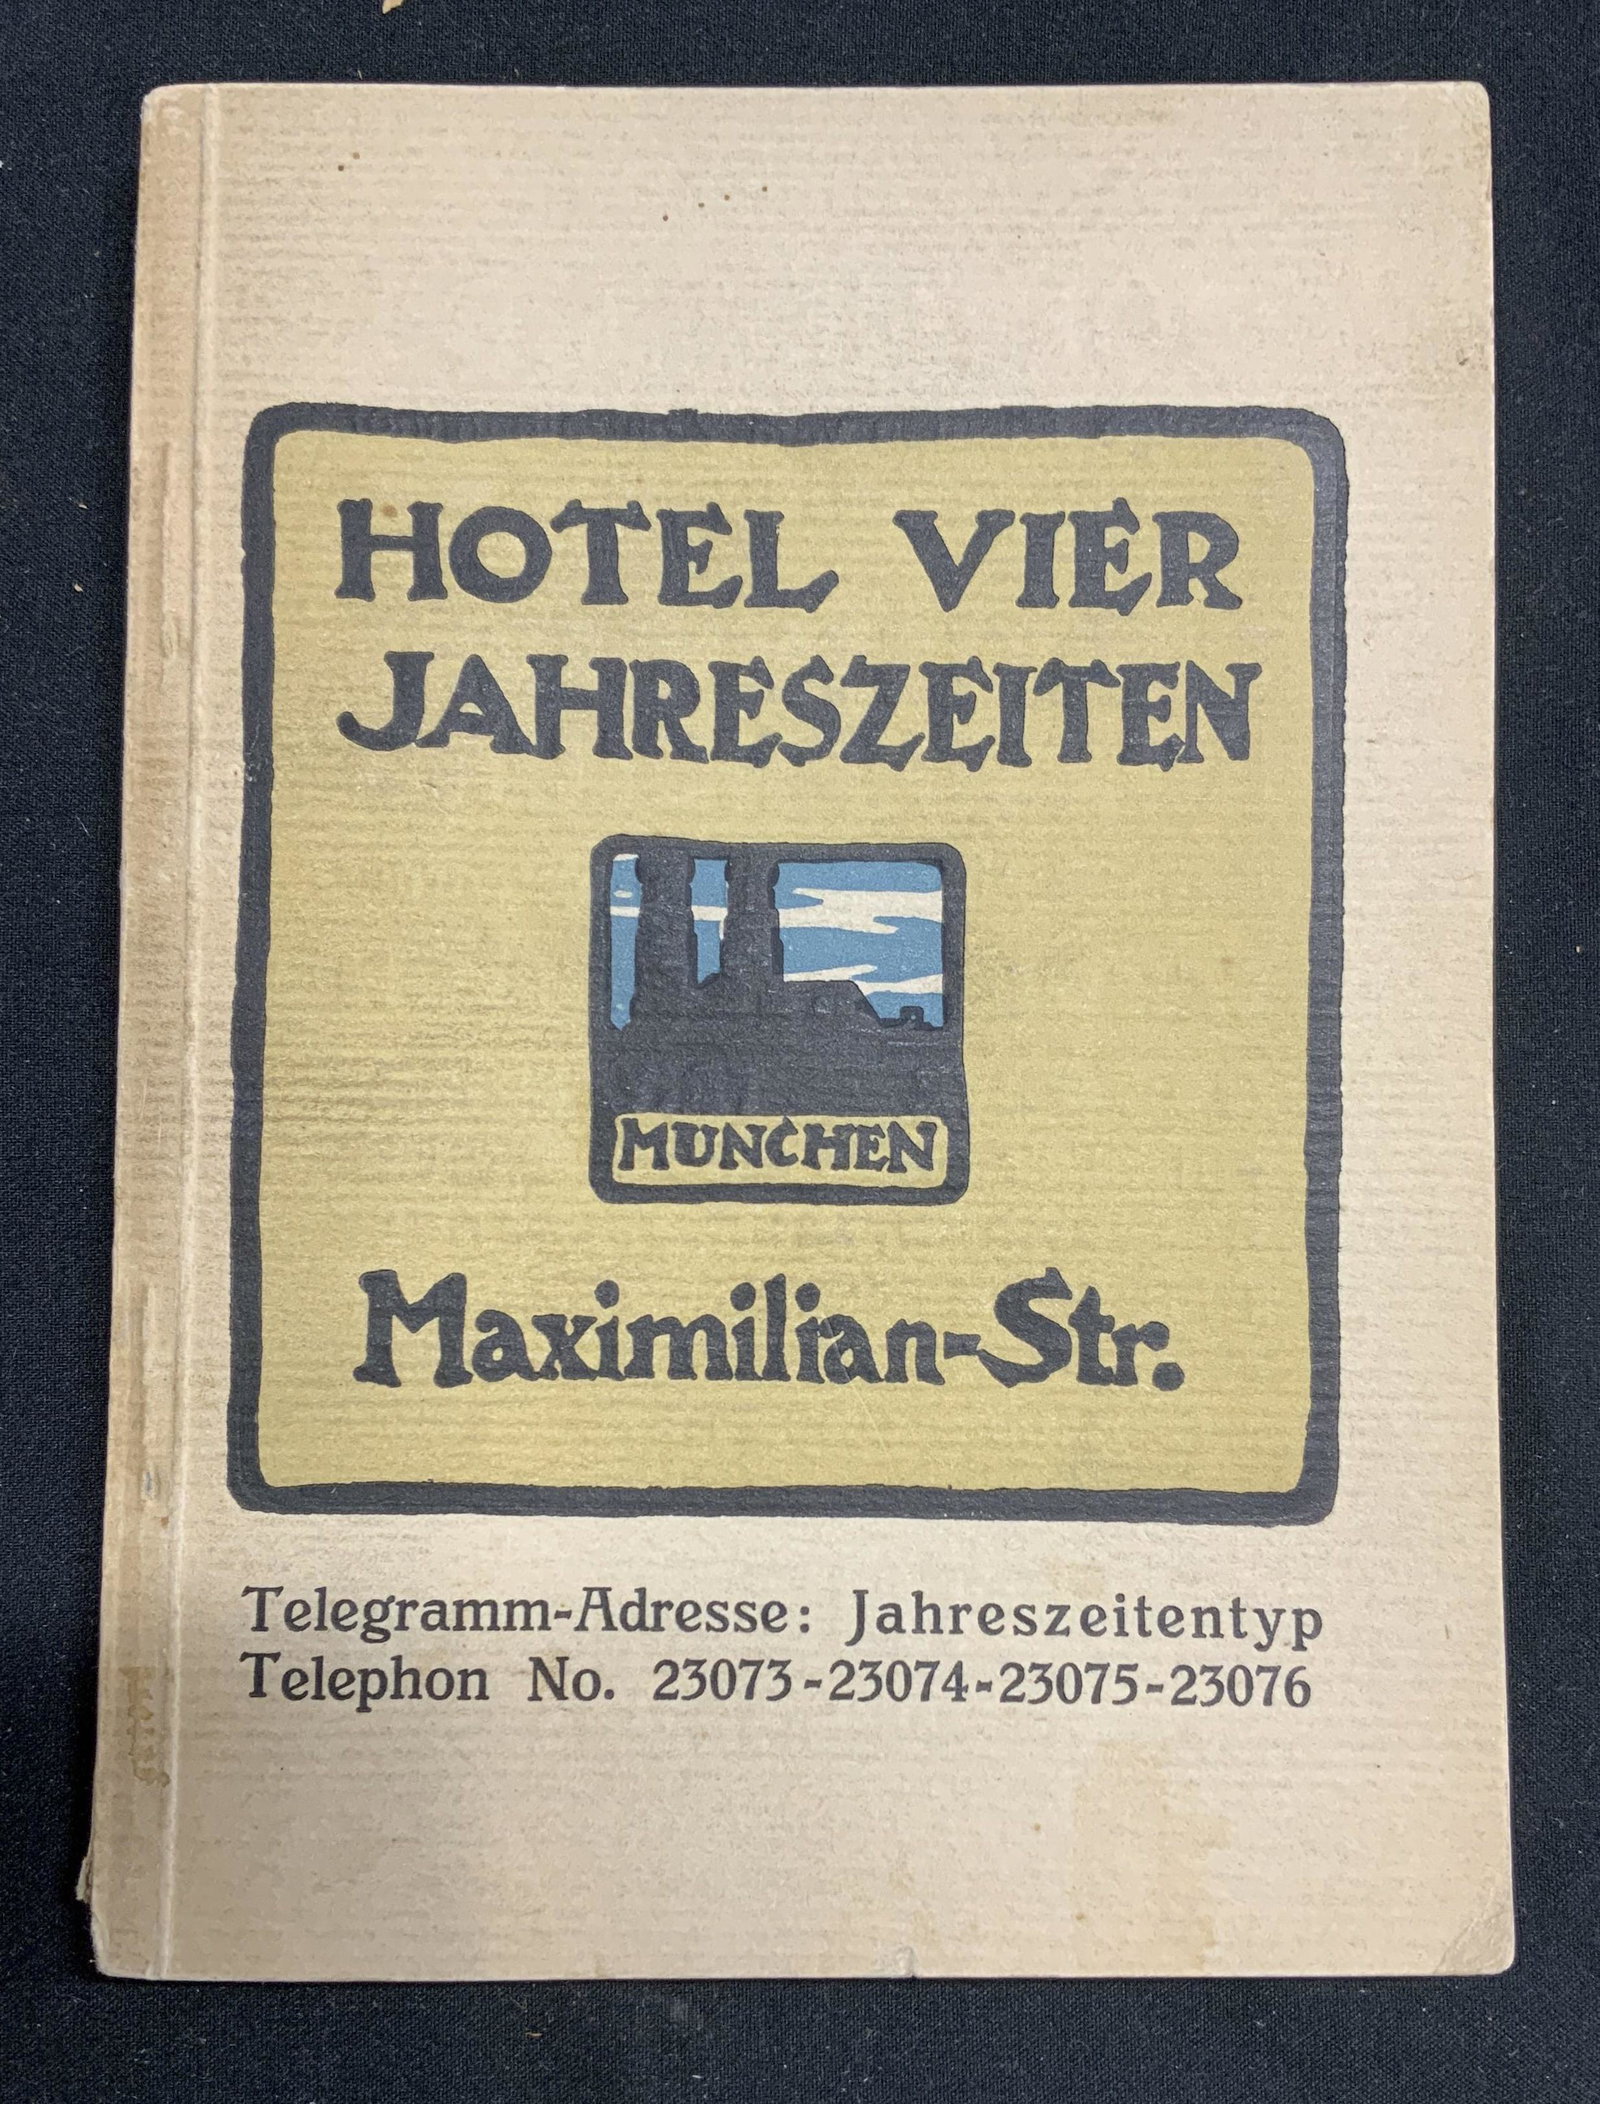 HOTEL VIER
JAHRESZEITEN
MÜNCHEN
Maximilian-Str.
Telegramm-Adresse: Jahreszeitentyp
Telephon No. 23073-23074-23075-23076